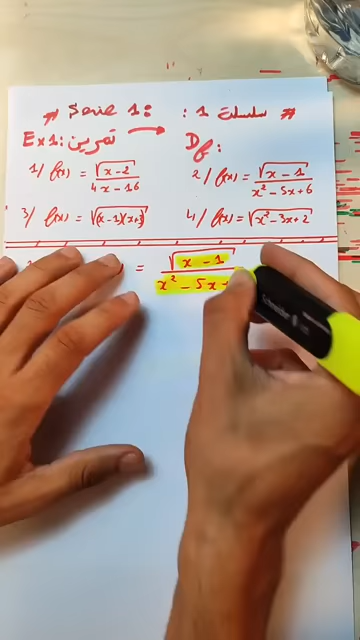 # Serie 1: : 1 سلسلة #
Ex1: تمرين → Df:
1/ f(x) = √(x-2) / 4x-16
2/ f(x) = √(x-1) / x²-5x+6
3/ f(x) = √((x-1)(x+3))
4/ f(x) = √(x²-3x+2)
= √(x-1) / x²-5x+
Schneider